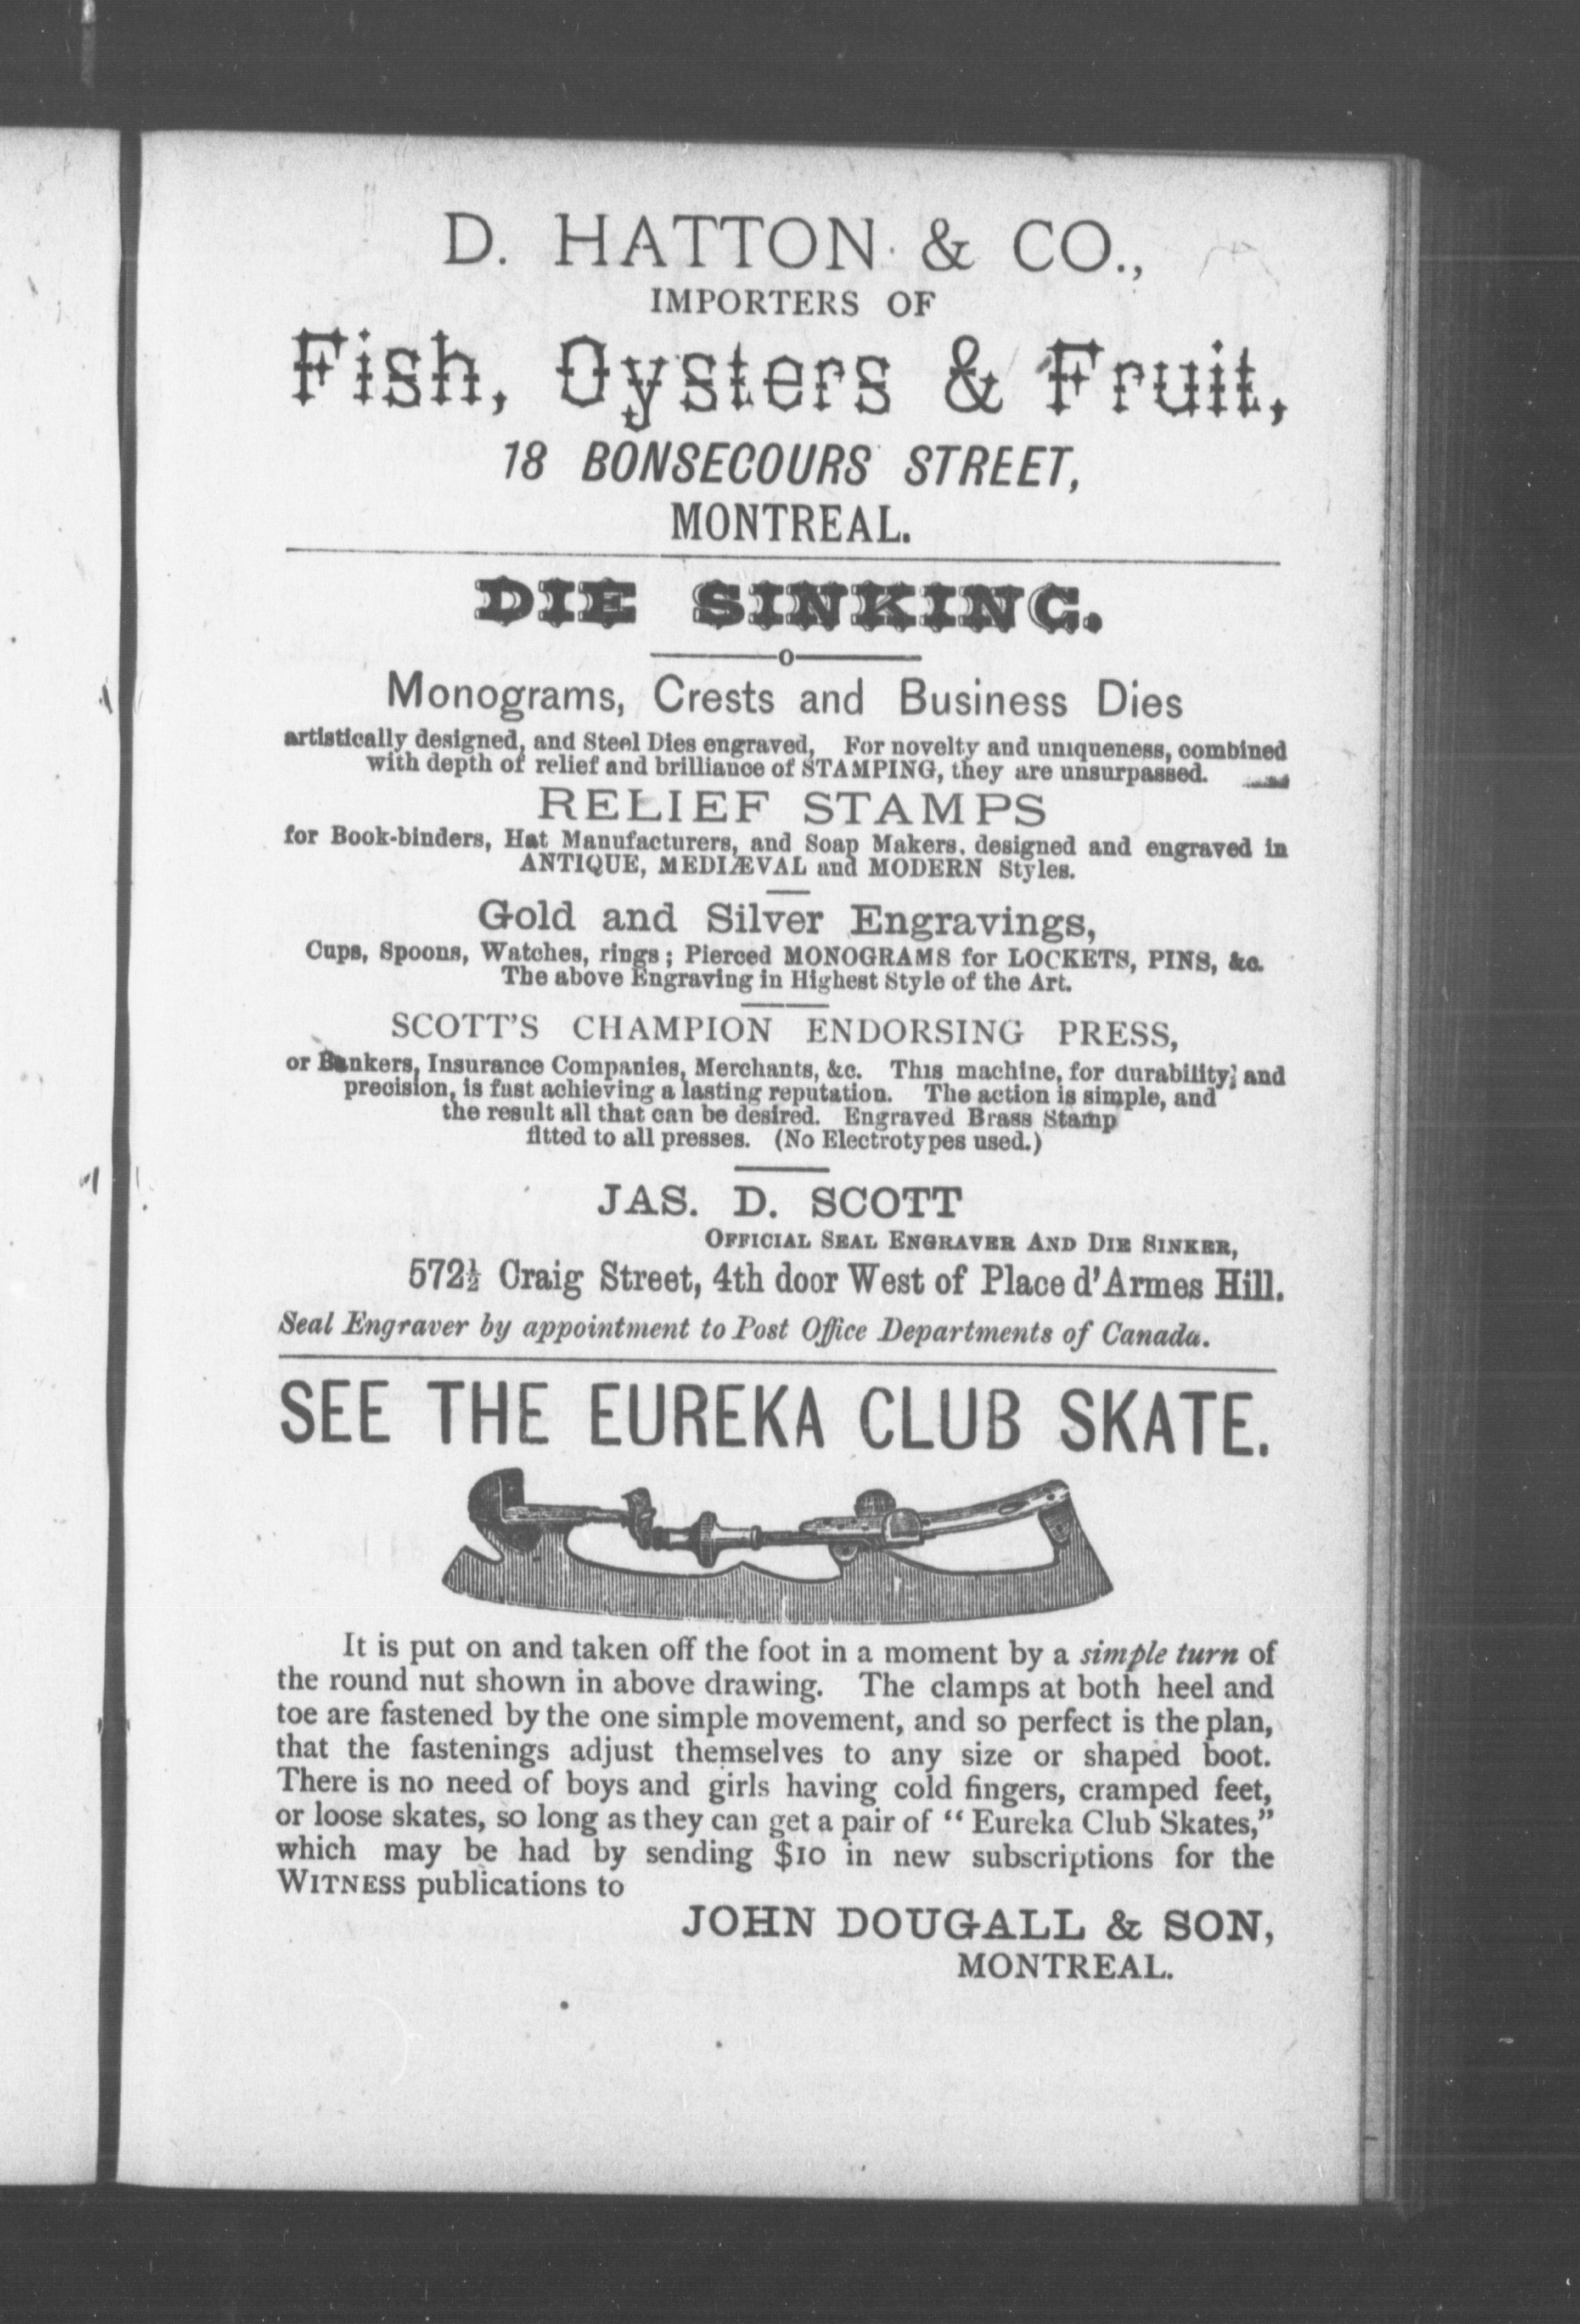 D. HATTON & CO.,
IMPORTERS OF
Fish, Oysters & Fruit,
18 BONSECOURS STREET,
MONTREAL.
DIE SINKING.
Monograms, Crests and Business Dies
artistically designed, and Steel Dies engraved, For novelty and uniqueness, combined
with depth of relief and brilliance of STAMPING, they are unsurpassed.
RELIEF STAMPS
for Book-binders, Hat Manufacturers, and Soap Makers, designed and engraved in
ANTIQUE, MEDIÆVAL and MODERN Styles.
Gold and Silver Engravings,
Cups, Spoons, Watches, rings; Pierced MONOGRAMS for LOCKETS, PINS, &c.
The above Engraving in Highest Style of the Art.
SCOTT'S CHAMPION ENDORSING PRESS,
or Bankers, Insurance Companies, Merchants, &c. This machine, for durability; and
precision, is fast achieving a lasting reputation. The action is simple, and
the result all that can be desired. Engraved Brass Stamp
fitted to all presses. (No Electrotypes used.)
JAS. D. SCOTT
OFFICIAL SEAL ENGRAVER AND DIE SINKER,
572½ Craig Street, 4th door West of Place d'Armes Hill.
Seal Engraver by appointment to Post Office Departments of Canada.
SEE THE EUREKA CLUB SKATE.
It is put on and taken off the foot in a moment by a simple turn of
the round nut shown in above drawing. The clamps at both heel and
toe are fastened by the one simple movement, and so perfect is the plan,
that the fastenings adjust themselves to any size or shaped boot.
There is no need of boys and girls having cold fingers, cramped feet,
or loose skates, so long as they can get a pair of "Eureka Club Skates,"
which may be had by sending $10 in new subscriptions for the
WITNESS publications to
JOHN DOUGALL & SON,
MONTREAL.